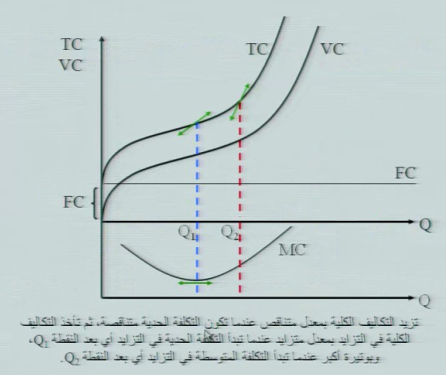 TC
VC
TC
VC
FC
FC
Q
Q₁
Q₂
MC
Q
تزيد التكاليف الكلية بمعدل متناقص عندما تكون التكلفة الحدية متناقصة، ثم تأخذ التكاليف
الكلية في التزايد بمعدل متزايد عندما تبدأ التكلفة الحدية في التزايد أي بعد النقطة Q₁،
وبوتيرة أكبر عندما تبدأ التكلفة المتوسطة في التزايد أي بعد النقطة Q₂.